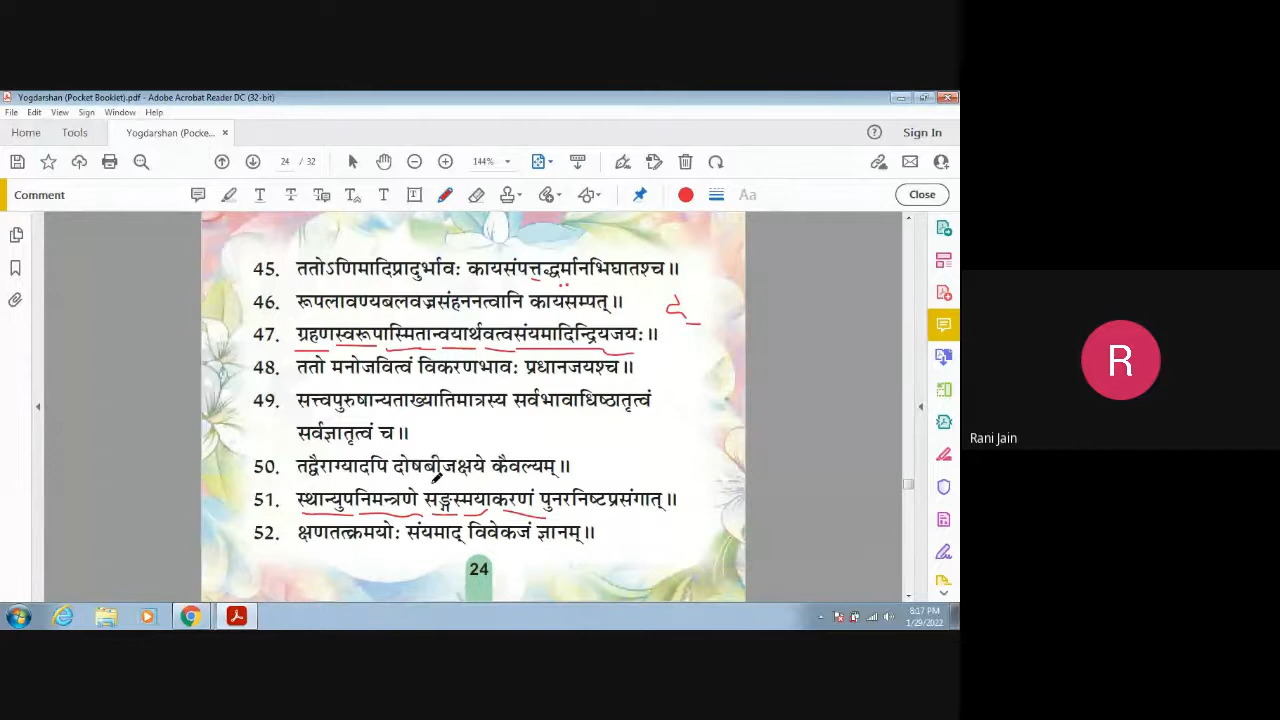 Yogdarshan (Pocket Booklet).pdf - Adobe Acrobat Reader DC (32-bit)
File Edit View Sign Window Help
Home Tools Yogdarshan (Pocke... × Sign In
24 / 32 144%
Comment Aa Close
45. ततोऽणिमादिप्रादुर्भावः कायसंपत्तद्धर्मानभिघातश्च॥
46. रूपलावण्यबलवज्रसंहननत्वानि कायसम्पत्॥
47. ग्रहणस्वरूपास्मितान्वयार्थवत्वसंयमादिन्द्रियजयः॥
48. ततो मनोजवित्वं विकरणभावः प्रधानजयश्च॥
49. सत्त्वपुरुषान्यताख्यातिमात्रस्य सर्वभावाधिष्ठातृत्वं
सर्वज्ञातृत्वं च॥
50. तद्वैराग्यादपि दोषबीजक्षये कैवल्यम्॥
51. स्थान्युपनिमन्त्रणे सङ्गस्मयाकरणं पुनरनिष्टप्रसंगात्॥
52. क्षणतत्क्रमयोः संयमाद् विवेकजं ज्ञानम्॥
24
8:17 PM
1/29/2022
R
Rani Jain